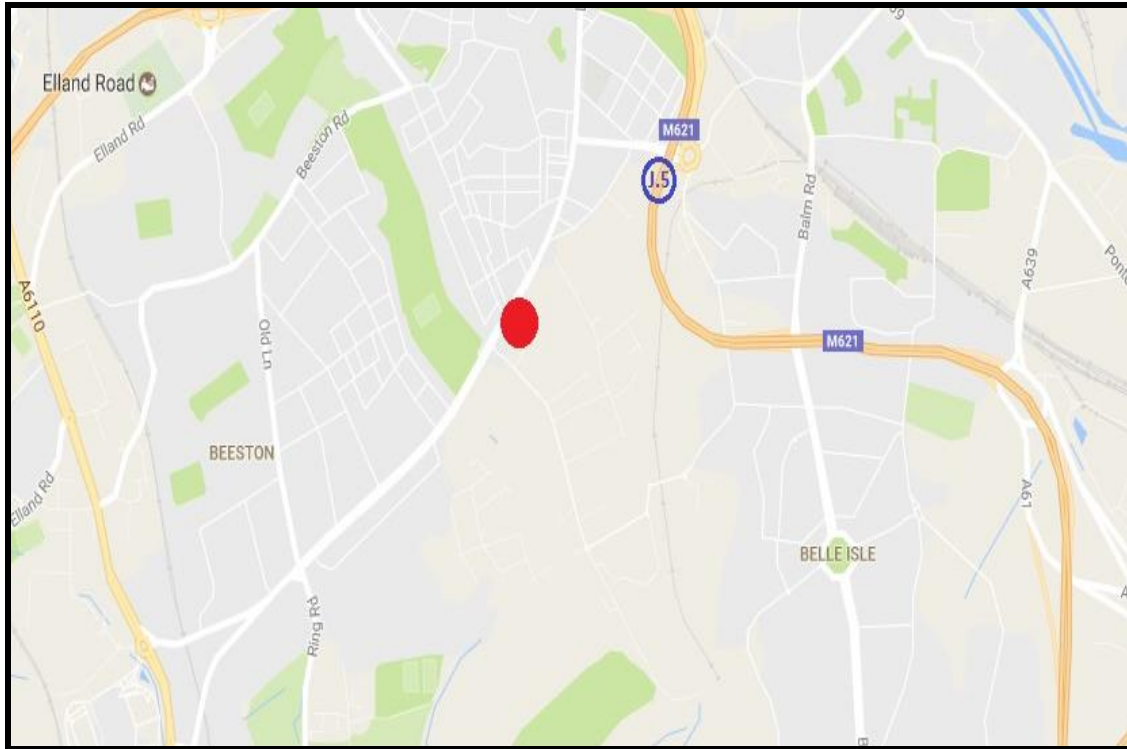 Elland Road
Elland Rd
Beeston Rd
M621
J.5
Balm Rd
A639
A6110
Old Ln
M621
BEESTON
Elland Rd
A61
BELLE ISLE
Ring Rd